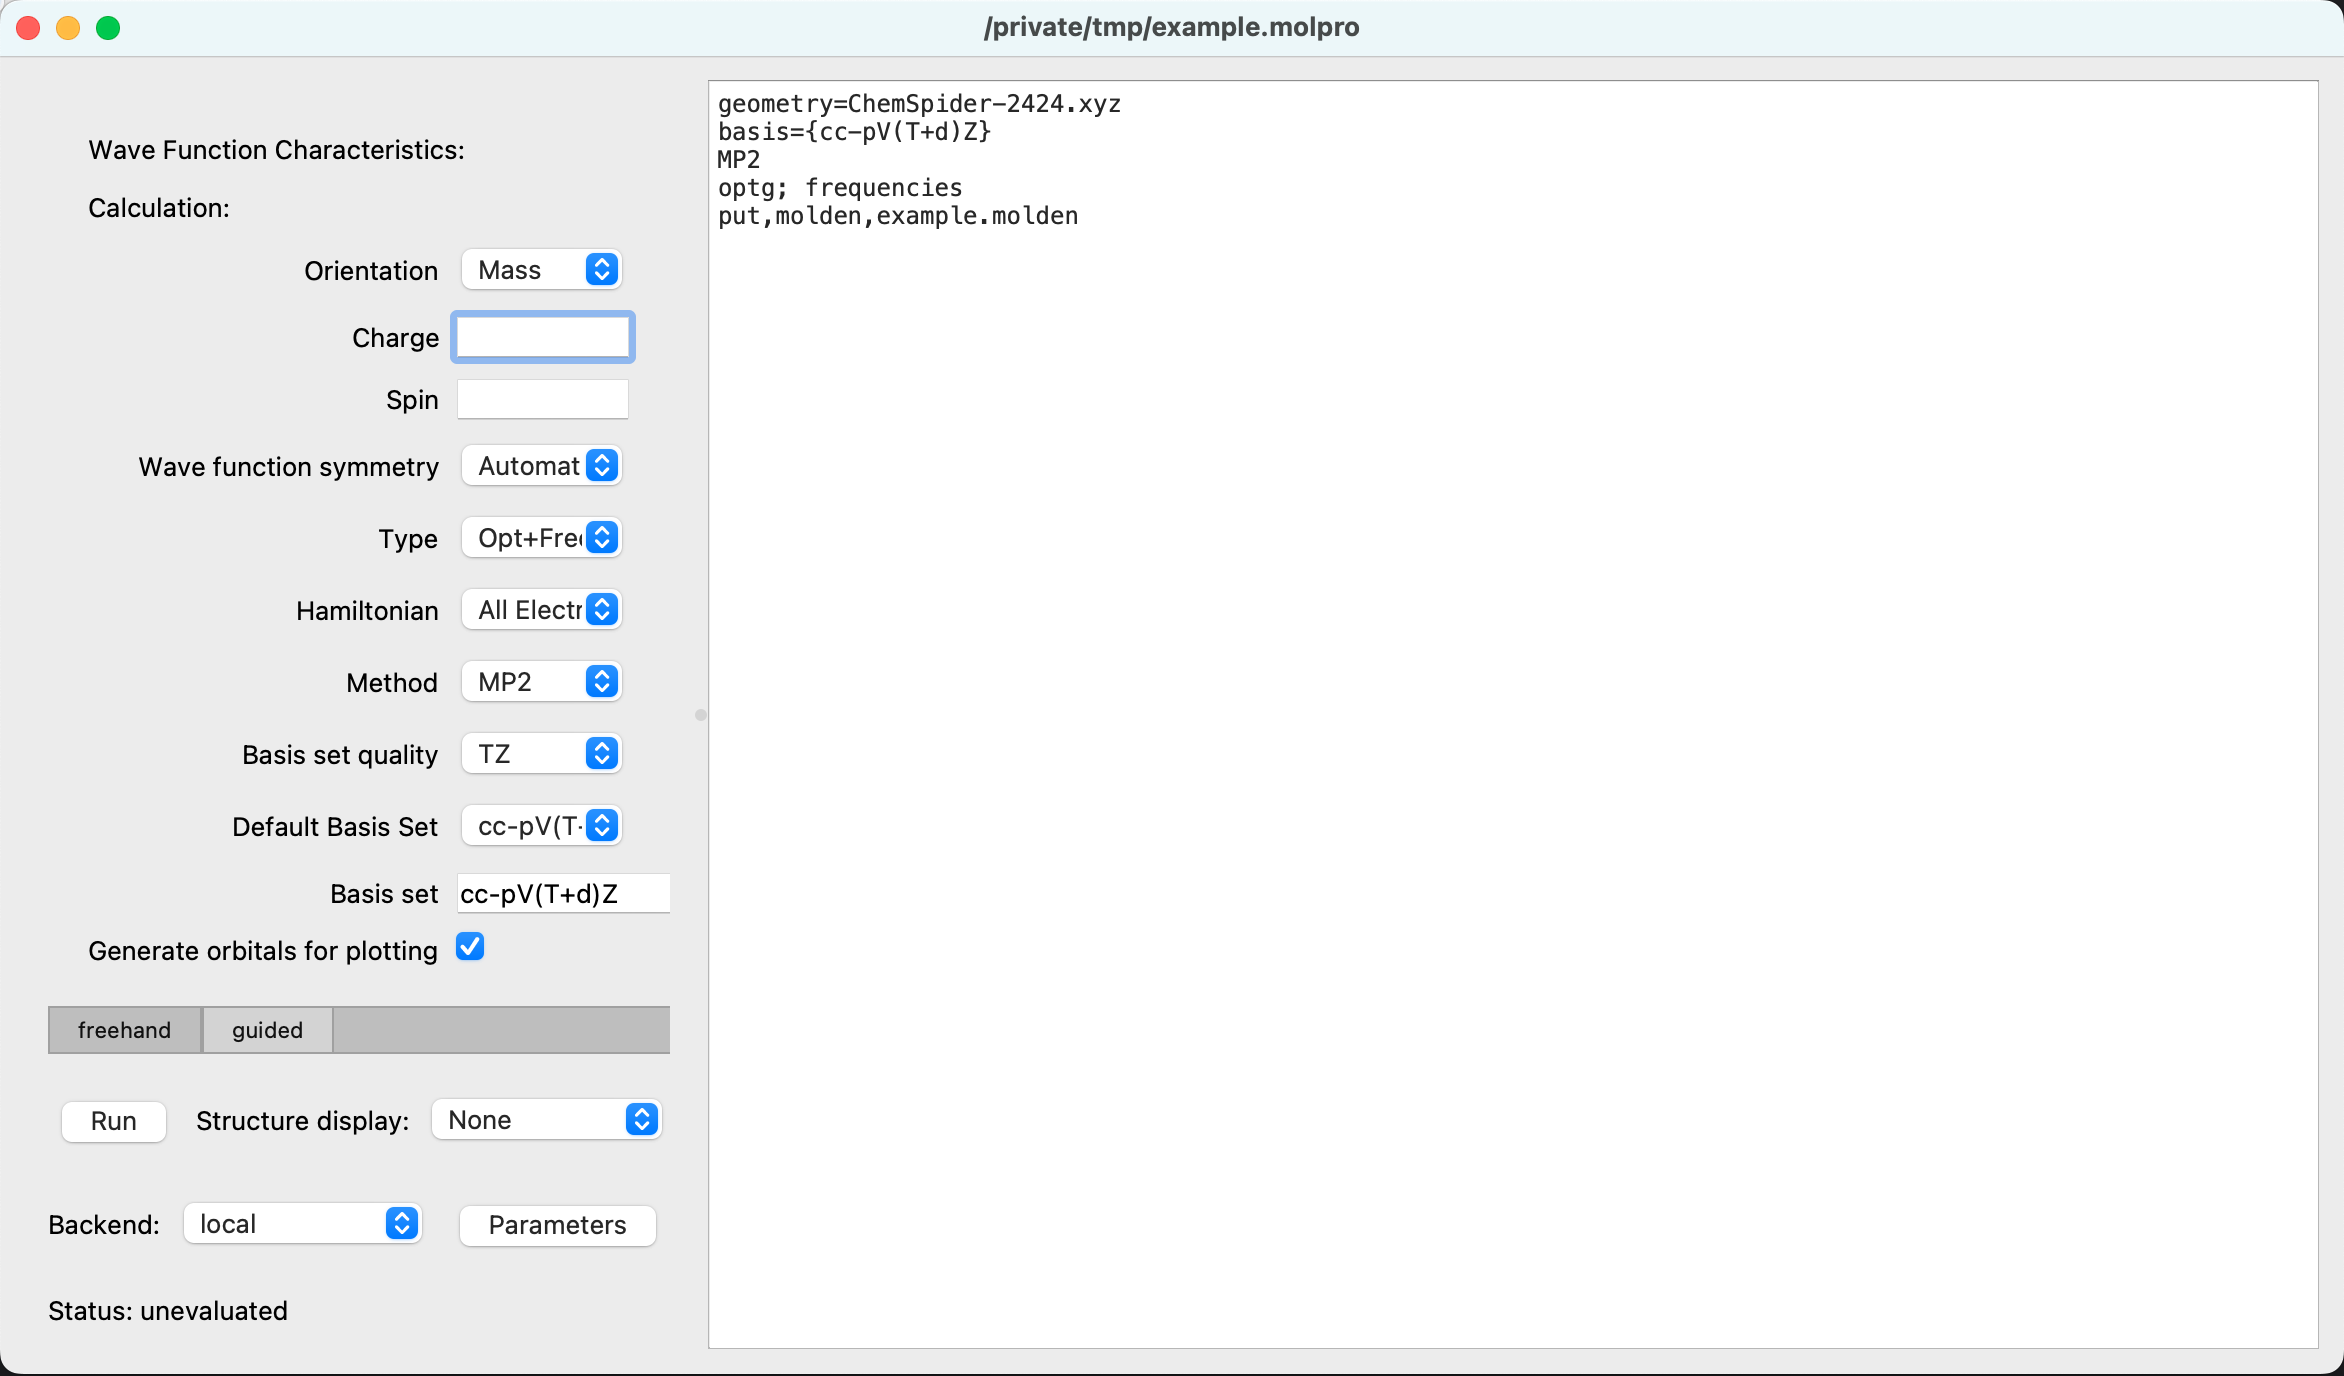 /private/tmp/example.molpro
Wave Function Characteristics:
Calculation:
Orientation Mass
Charge
Spin
Wave function symmetry Automat
Type Opt+Fre
Hamiltonian All Electr
Method MP2
Basis set quality TZ
Default Basis Set cc-pV(T+
Basis set cc-pV(T+d)Z
Generate orbitals for plotting
freehand guided
Run Structure display: None
Backend: local Parameters
Status: unevaluated
geometry=ChemSpider-2424.xyz
basis={cc-pV(T+d)Z}
MP2
optg; frequencies
put,molden,example.molden